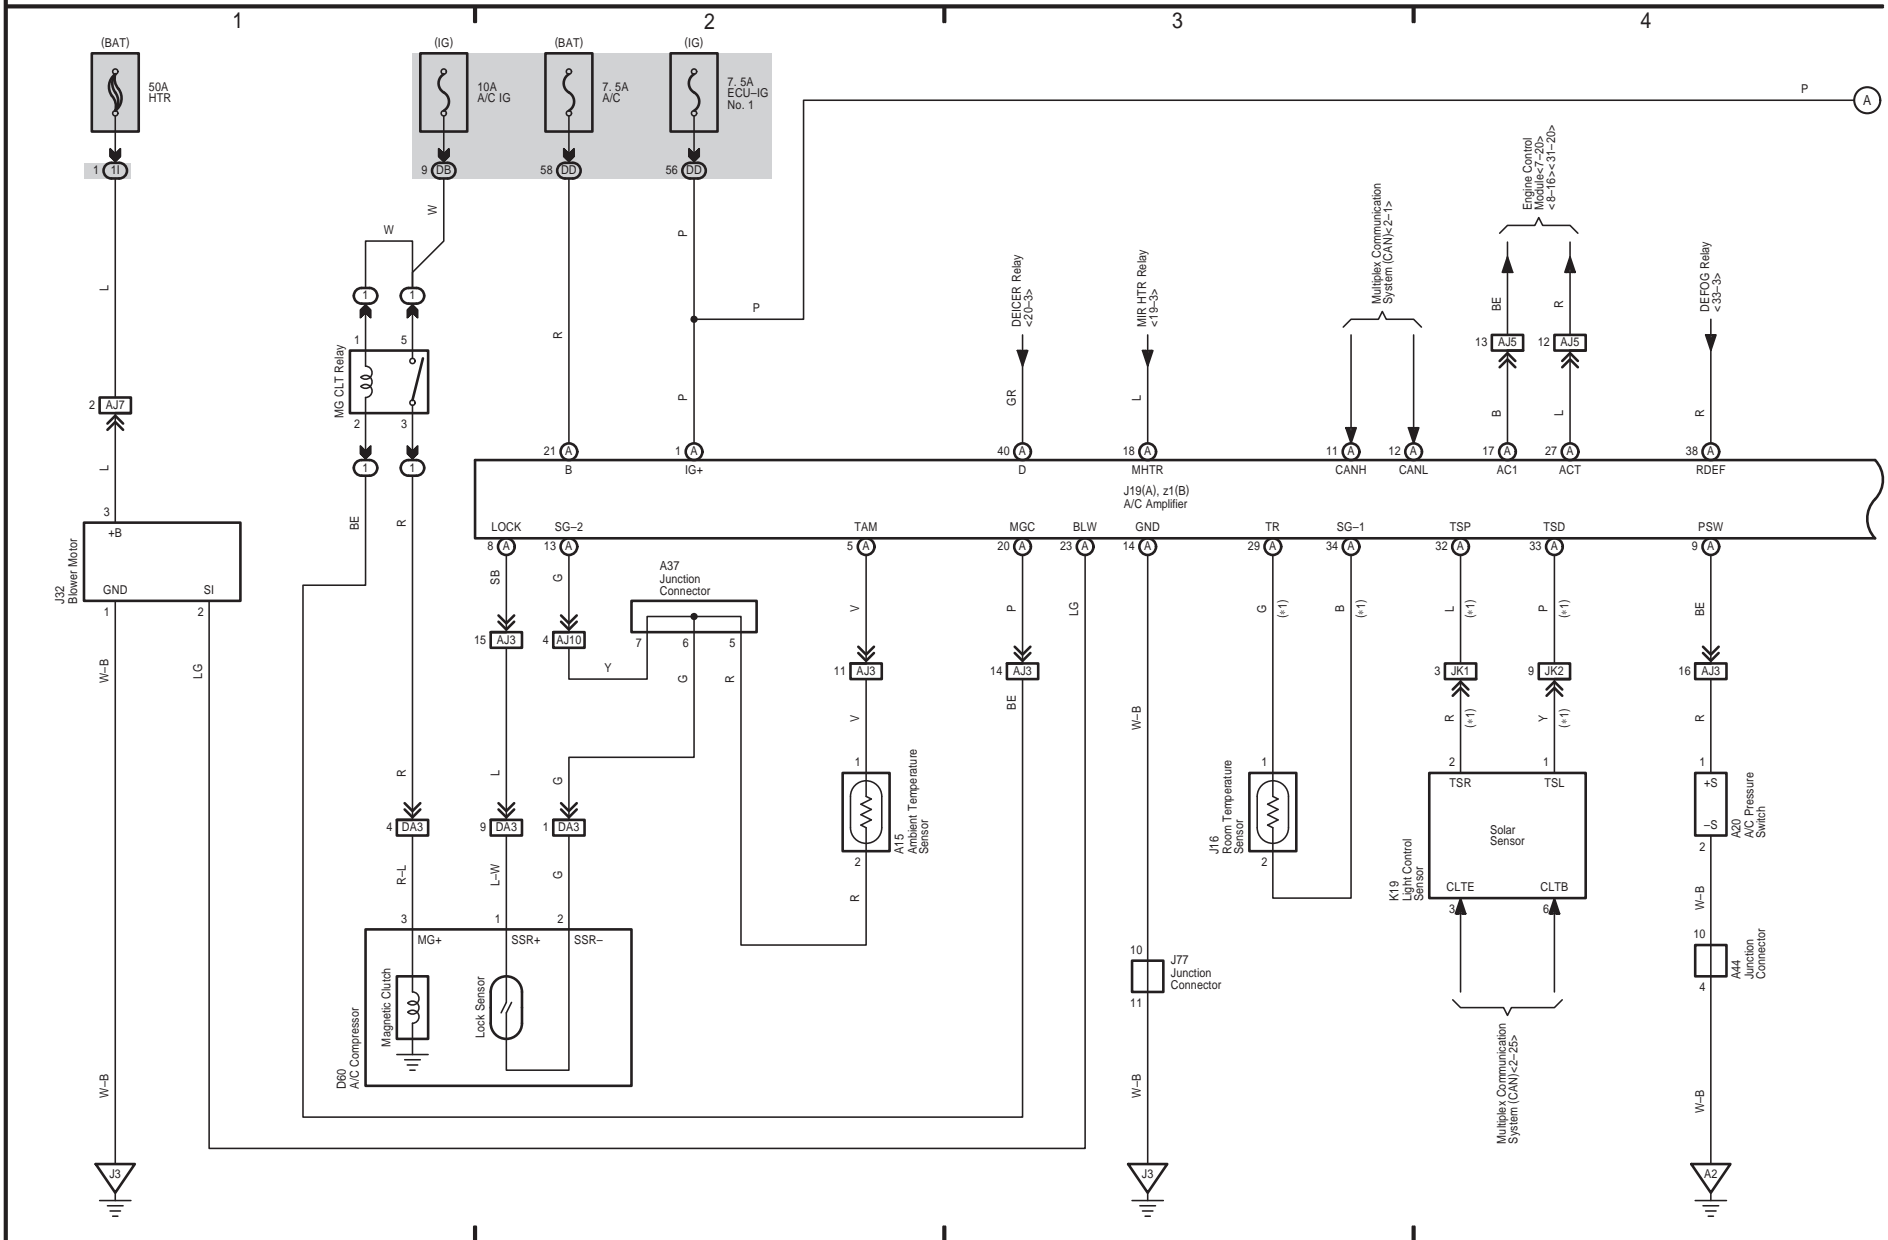 1 2 3 4
(BAT) (IG) (BAT) (IG)
50A
HTR
10A
A/C IG
7. 5A
A/C
7. 5A
ECU–IG
No. 1
P A
1 1I 9 DB 58 DD 56 DD
W W P
L R P P
Engine Control
Module<7–20>
<8–16><31–20>
Multiplex Communication
System (CAN)<2–1>
DEICER Relay
<20–3>
MIR HTR Relay
<19–3>
DEFOG Relay
<33–3>
1 1
1 5
MG CLT Relay
2 3
1 1
BE R
13 AJ5 12 AJ5
GR L B L R
2 AJ7
L
21 A 1 A 40 A 18 A 11 A 12 A 17 A 27 A 38 A
B IG+ D MHTR CANH CANL AC1 ACT RDEF
J19(A), z1(B)
A/C Amplifier
LOCK SG–2 TAM MGC BLW GND TR SG–1 TSP TSD PSW
8 A 13 A 5 A 20 A 23 A 14 A 29 A 34 A 32 A 33 A 9 A
3
+B
J32
Blower Motor
GND SI
1 2
BE R
SB G V P LG G (*1) B (*1) L (*1) P (*1) BE
A37
Junction
Connector
7 6 5
15 AJ3 4 AJ10 11 AJ3 14 AJ3 3 JK1 9 JK2 16 AJ3
Y G R
W–B LG V BE W–B R (*1) Y (*1) R
R L G
4 DA3 9 DA3 1 DA3
R–L L–W G
1
A15
Ambient Temperature
Sensor
2
R
1
J16
Room Temperature
Sensor
2
2 1
TSR TSL
Solar
Sensor
K19
Light Control
Sensor
CLTE CLTB
3 6
1
+S
–S
A20
A/C Pressure
Switch
2
W–B
3 1 2
MG+ SSR+ SSR–
Magnetic Clutch
Lock Sensor
D60
A/C Compressor
10
J77
Junction
Connector
11
10
A44
Junction
Connector
4
Multiplex Communication
System (CAN)<2–25>
W–B W–B W–B
J3 J3 A2